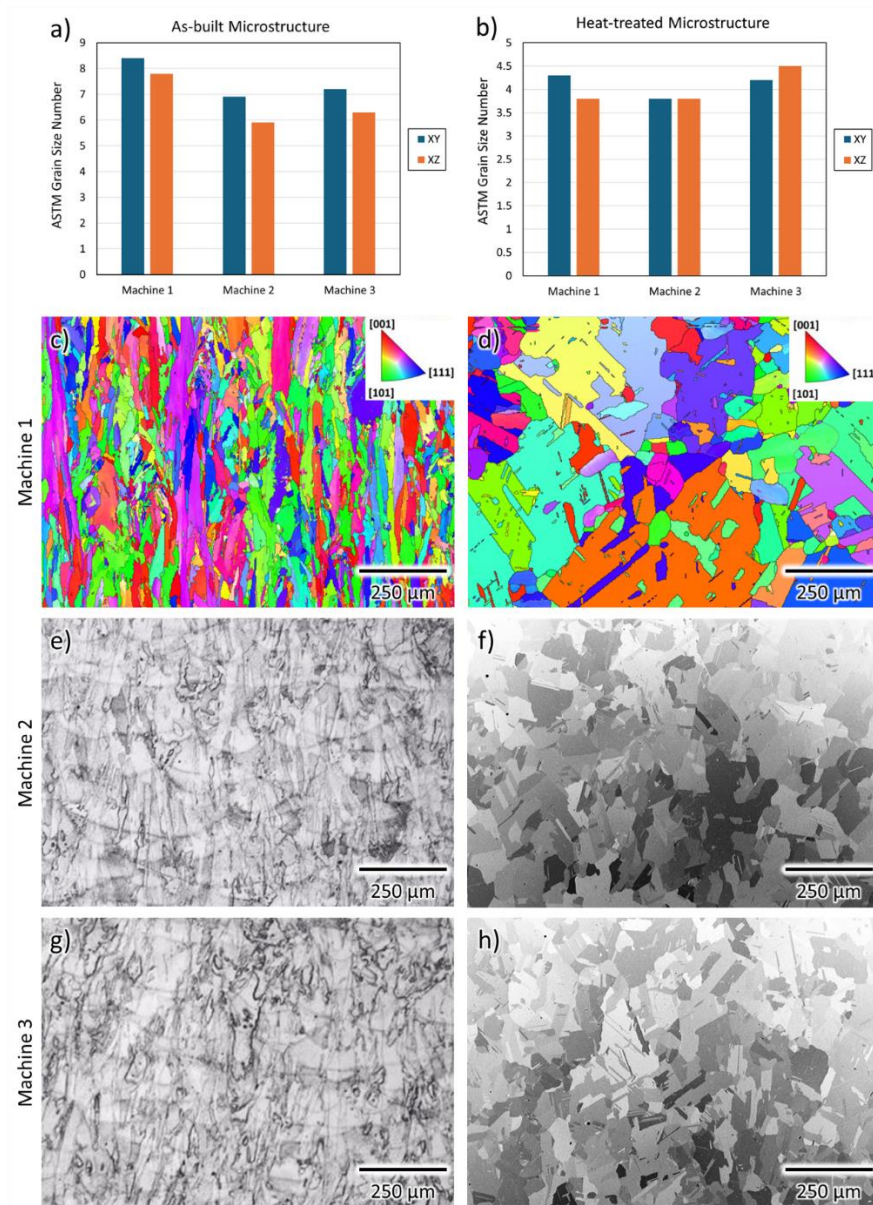 a)
As-built Microstructure
ASTM Grain Size Number
9
8
7
6
5
4
3
2
1
0
Machine 1 Machine 2 Machine 3
XY
XZ
b)
Heat-treated Microstructure
ASTM Grain Size Number
5
4.5
4
3.5
3
2.5
2
1.5
1
0.5
0
Machine 1 Machine 2 Machine 3
XY
XZ
Machine 1
c)
[001]
[111]
[101]
250 µm
d)
[001]
[111]
[101]
250 µm
Machine 2
e)
250 µm
f)
250 µm
Machine 3
g)
250 µm
h)
250 µm